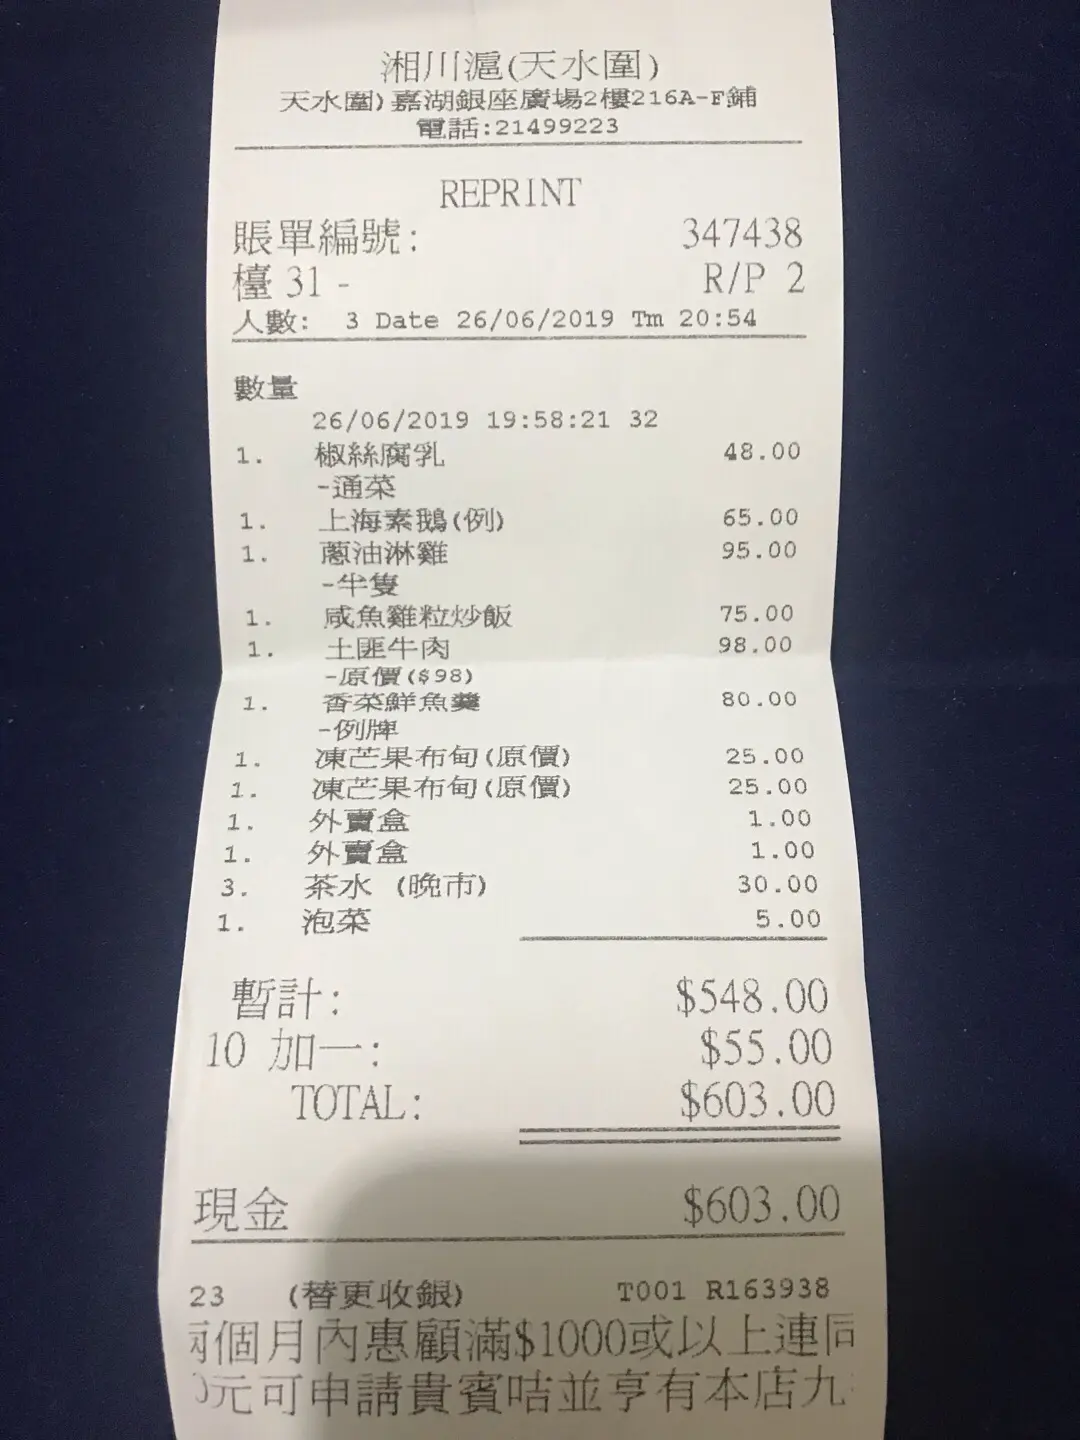 湘川滬(天水圍)
天水圍)嘉湖銀座廣場2樓216A-F鋪
電話:21499223
REPRINT
賬單編號: 347438
檯 31 - R/P 2
人數: 3 Date 26/06/2019 Tm 20:54
數量
26/06/2019 19:58:21 32
1. 椒絲腐乳 48.00
-通菜
1. 上海素鵝(例) 65.00
1. 蔥油淋雞 95.00
-半隻
1. 咸魚雞粒炒飯 75.00
1. 土匪牛肉 98.00
-原價($98)
1. 香菜鮮魚羹 80.00
-例牌
1. 凍芒果布甸(原價) 25.00
1. 凍芒果布甸(原價) 25.00
1. 外賣盒 1.00
1. 外賣盒 1.00
3. 茶水 (晚市) 30.00
1. 泡菜 5.00
暫計: $548.00
10 加一: $55.00
TOTAL: $603.00
現金 $603.00
23 (替更收銀) T001 R163938
兩個月內惠顧滿$1000或以上連同
0元可申請貴賓咭並亨有本店九